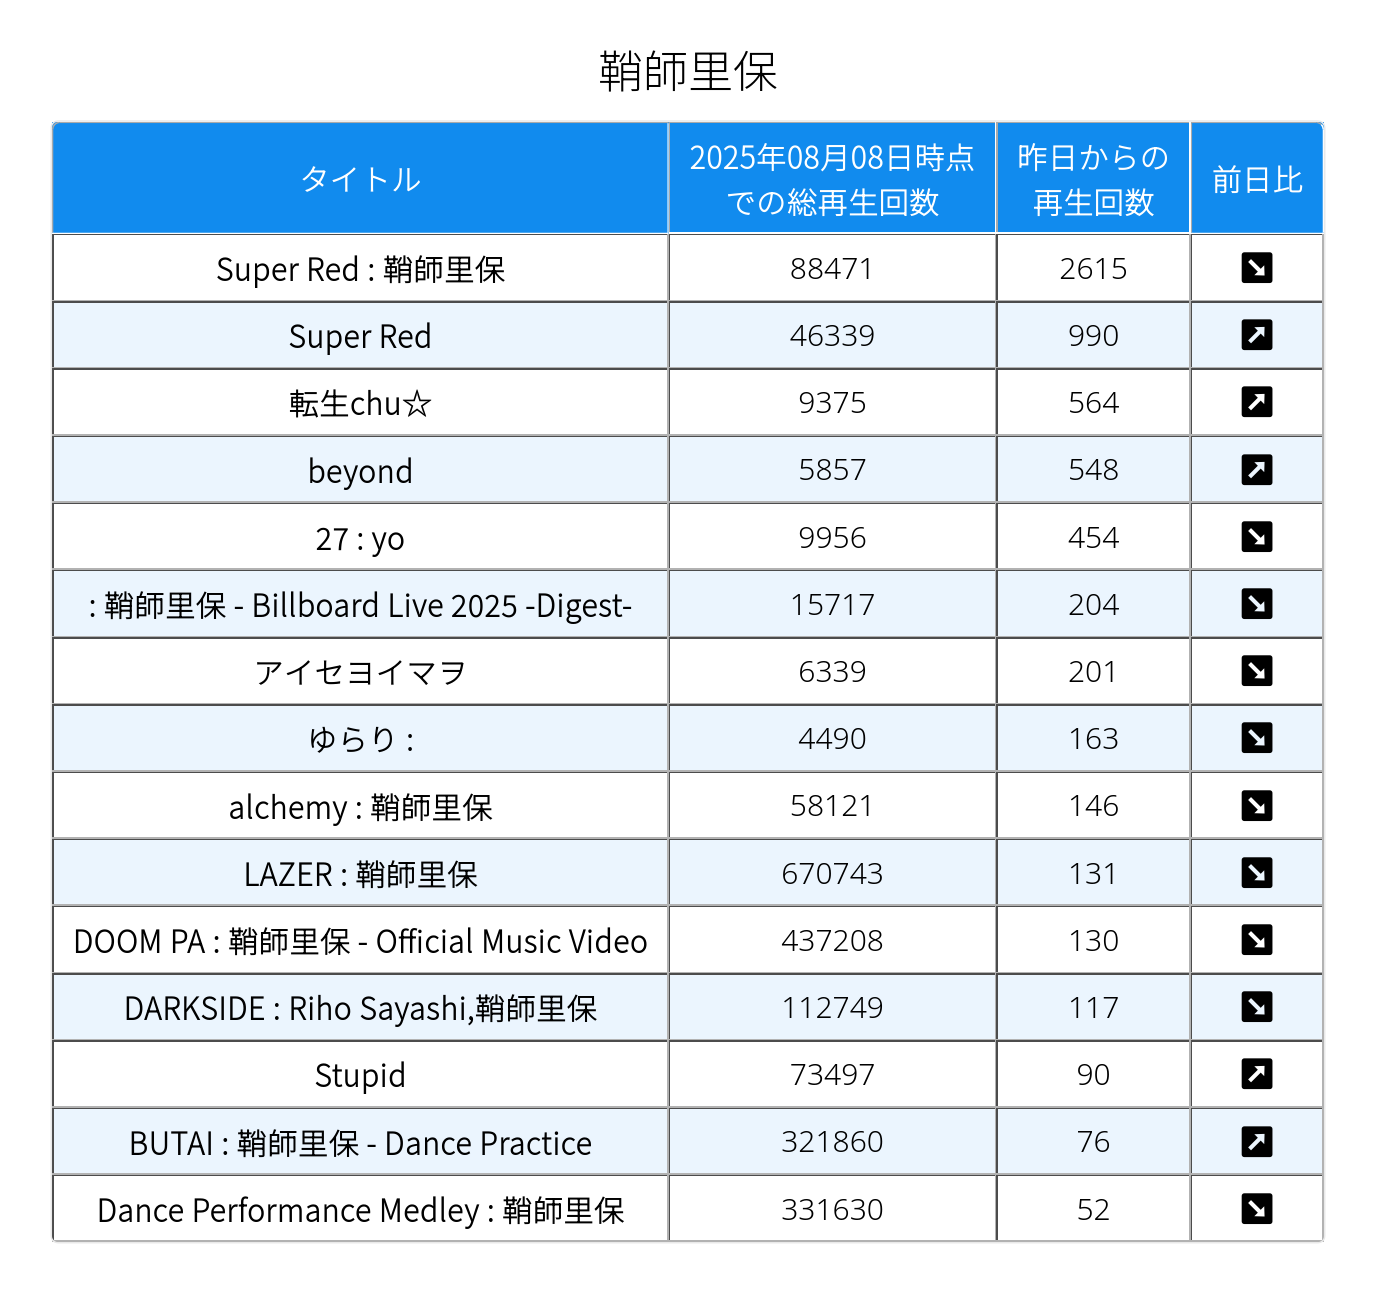 鞘師里保
タイトル 2025年08月08日時点 昨日からの 前日比
での総再生回数 再生回数
Super Red : 鞘師里保 88471 2615
Super Red 46339 990
転生chu☆ 9375 564
beyond 5857 548
27 : yo 9956 454
: 鞘師里保 - Billboard Live 2025 -Digest- 15717 204
アイセヨイマヲ 6339 201
ゆらり : 4490 163
alchemy : 鞘師里保 58121 146
LAZER : 鞘師里保 670743 131
DOOM PA : 鞘師里保 - Official Music Video 437208 130
DARKSIDE : Riho Sayashi,鞘師里保 112749 117
Stupid 73497 90
BUTAI : 鞘師里保 - Dance Practice 321860 76
Dance Performance Medley : 鞘師里保 331630 52